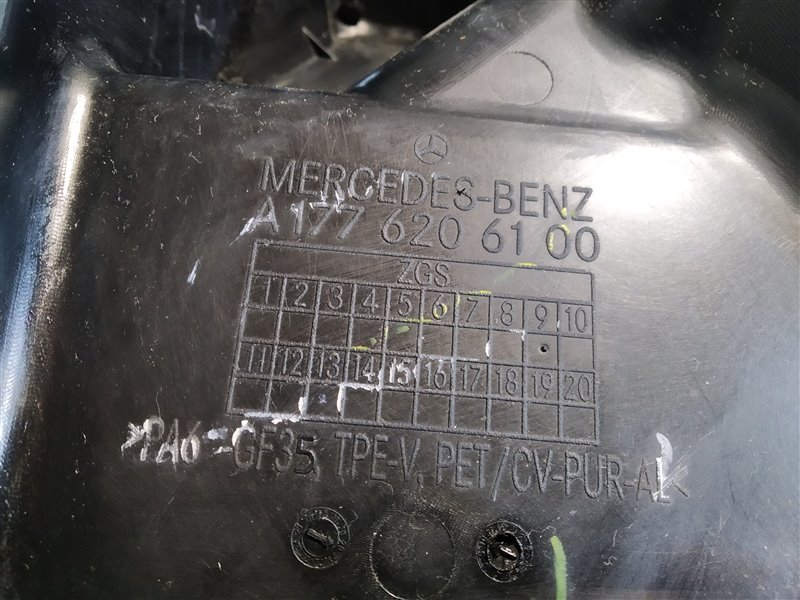 MERCEDES-BENZ
A 177 620 61 00
ZGS
1 2 3 4 5 6 7 8 9 10
11 12 13 14 15 16 17 18 19 20
>PA6-GF35, TPE-V, PET/CV-PUR-AL<